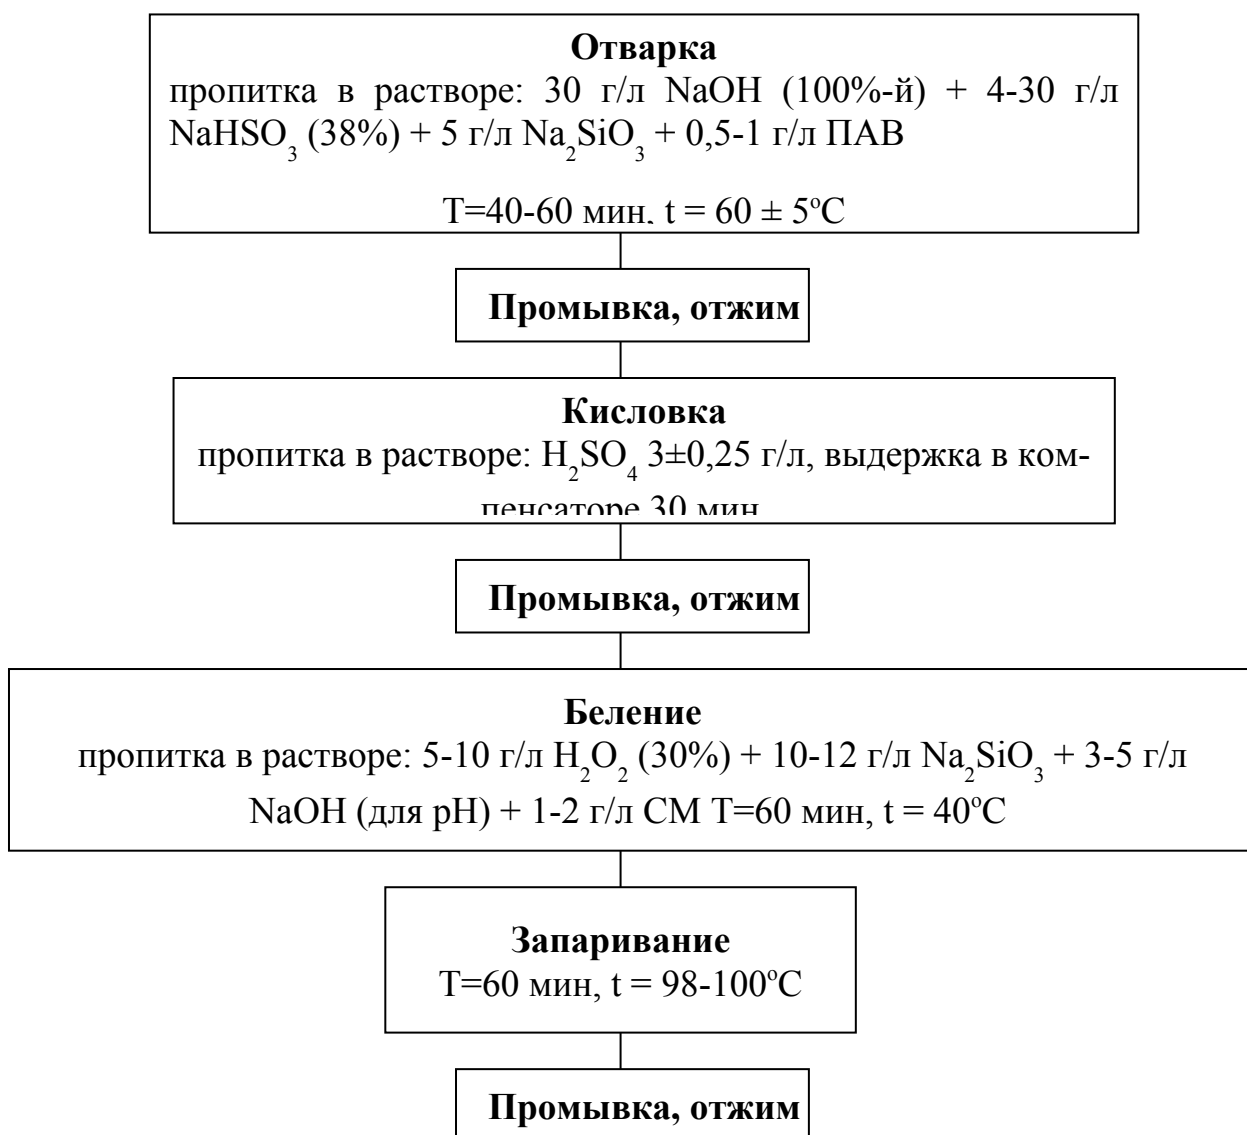 Отварка
пропитка в растворе: 30 г/л NaOH (100%-й) + 4-30 г/л
NaHSO₃ (38%) + 5 г/л Na₂SiO₃ + 0,5-1 г/л ПАВ
T=40-60 мин, t = 60 ± 5ºC
Промывка, отжим
Кисловка
пропитка в растворе: H₂SO₄ 3±0,25 г/л, выдержка в ком-
пенсаторе 30 мин
Промывка, отжим
Беление
пропитка в растворе: 5-10 г/л H₂O₂ (30%) + 10-12 г/л Na₂SiO₃ + 3-5 г/л
NaOH (для pH) + 1-2 г/л СМ T=60 мин, t = 40ºC
Запаривание
T=60 мин, t = 98-100ºC
Промывка, отжим